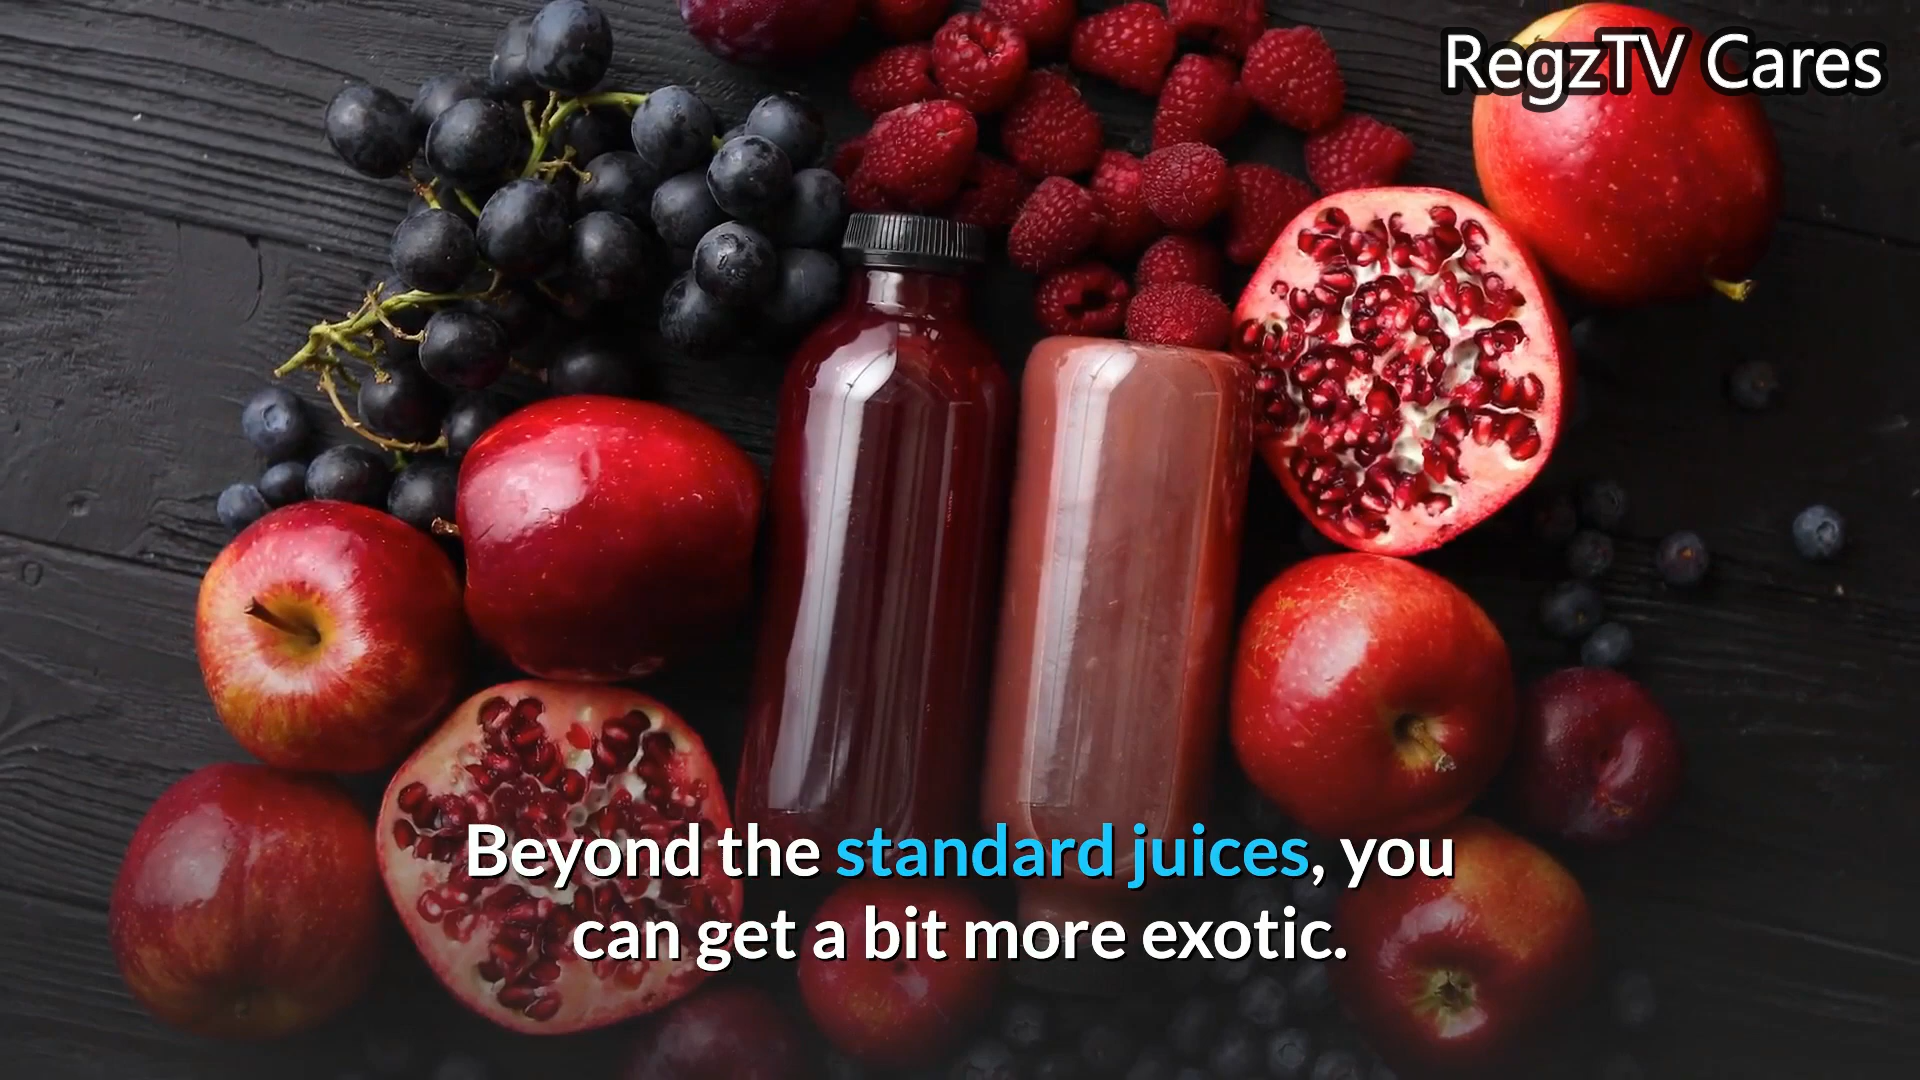 RegzTV Cares
Beyond the standard juices, you
can get a bit more exotic.